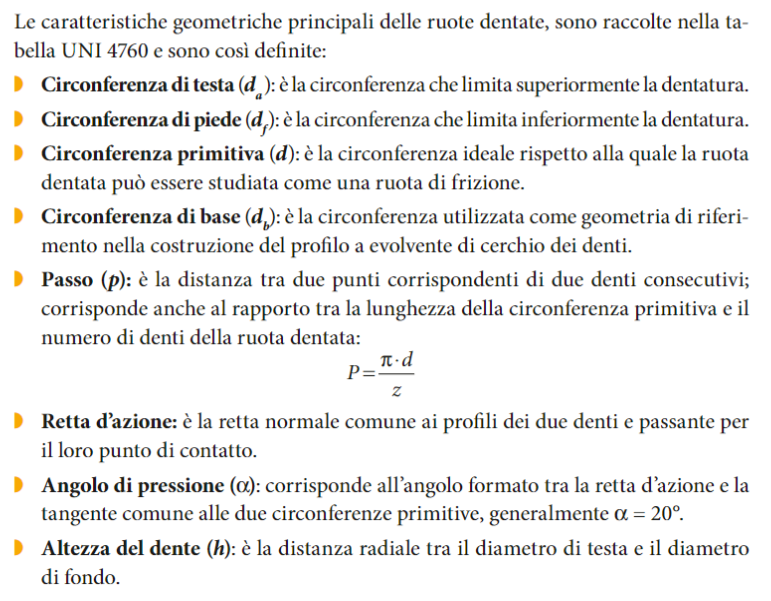 Le caratteristiche geometriche principali delle ruote dentate, sono raccolte nella ta-
bella UNI 4760 e sono così definite:
Circonferenza di testa (dₐ): è la circonferenza che limita superiormente la dentatura.
Circonferenza di piede (d_f): è la circonferenza che limita inferiormente la dentatura.
Circonferenza primitiva (d): è la circonferenza ideale rispetto alla quale la ruota
dentata può essere studiata come una ruota di frizione.
Circonferenza di base (d_b): è la circonferenza utilizzata come geometria di riferi-
mento nella costruzione del profilo a evolvente di cerchio dei denti.
Passo (p): è la distanza tra due punti corrispondenti di due denti consecutivi;
corrisponde anche al rapporto tra la lunghezza della circonferenza primitiva e il
numero di denti della ruota dentata:
P = π · d / z
Retta d’azione: è la retta normale comune ai profili dei due denti e passante per
il loro punto di contatto.
Angolo di pressione (α): corrisponde all’angolo formato tra la retta d’azione e la
tangente comune alle due circonferenze primitive, generalmente α = 20°.
Altezza del dente (h): è la distanza radiale tra il diametro di testa e il diametro
di fondo.